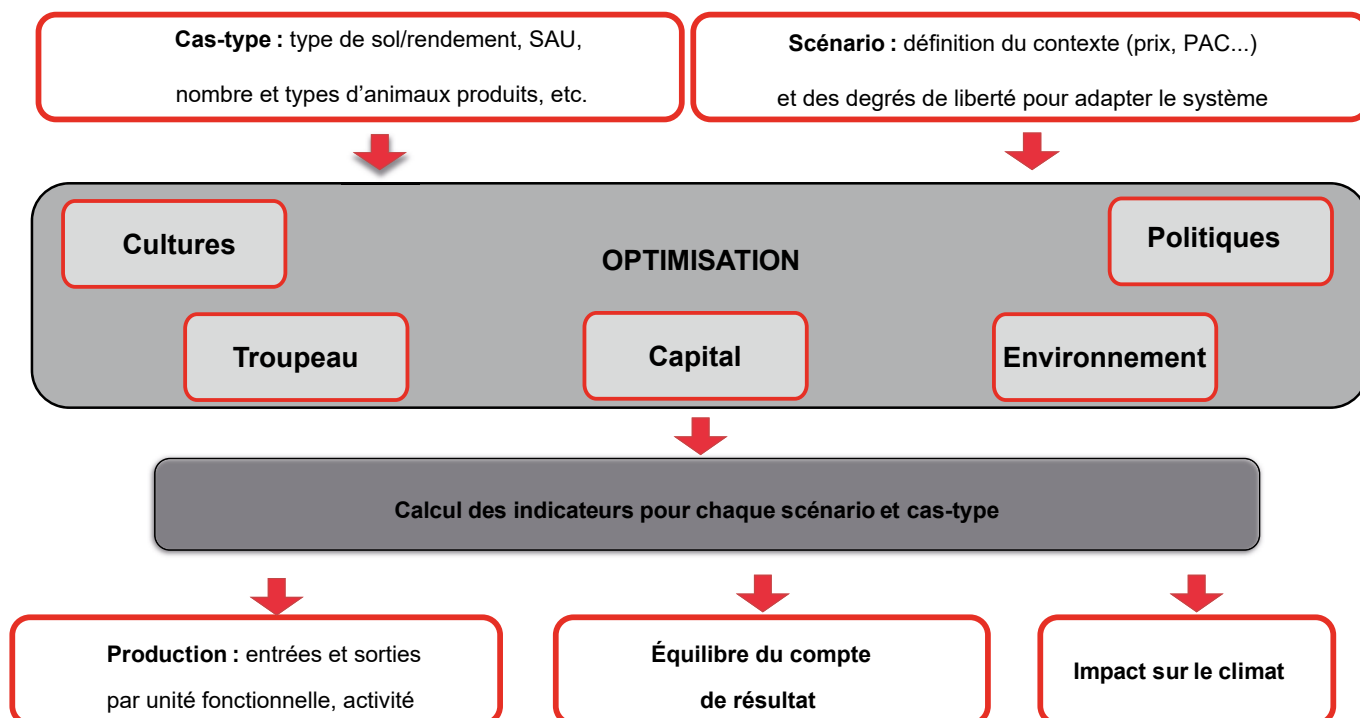 Cas-type : type de sol/rendement, SAU,
nombre et types d’animaux produits, etc.
Scénario : définition du contexte (prix, PAC...)
et des degrés de liberté pour adapter le système
Cultures
Politiques
OPTIMISATION
Troupeau
Capital
Environnement
Calcul des indicateurs pour chaque scénario et cas-type
Production : entrées et sorties
par unité fonctionnelle, activité
Équilibre du compte
de résultat
Impact sur le climat